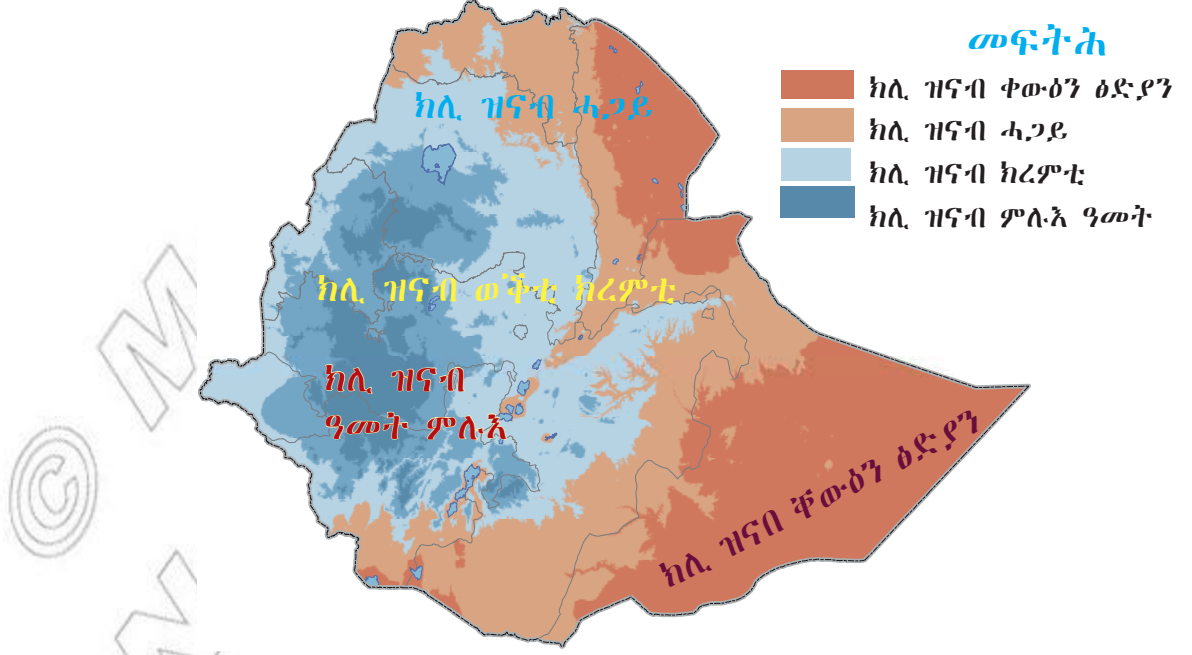 መፍትሕ
ክሊ ዝናብ ቀውዕን ፅድያን
ክሊ ዝናብ ሓጋይ
ክሊ ዝናብ ክረምቲ
ክሊ ዝናብ ምሉእ ዓመት
ክሊ ዝናብ ሓጋይ
ክሊ ዝናብ ወቕቲ ክረምቲ
ክሊ ዝናብ
ዓመት ምሉእ
ክሊ ዝናበ ቐውዕን ፅድያን
© M